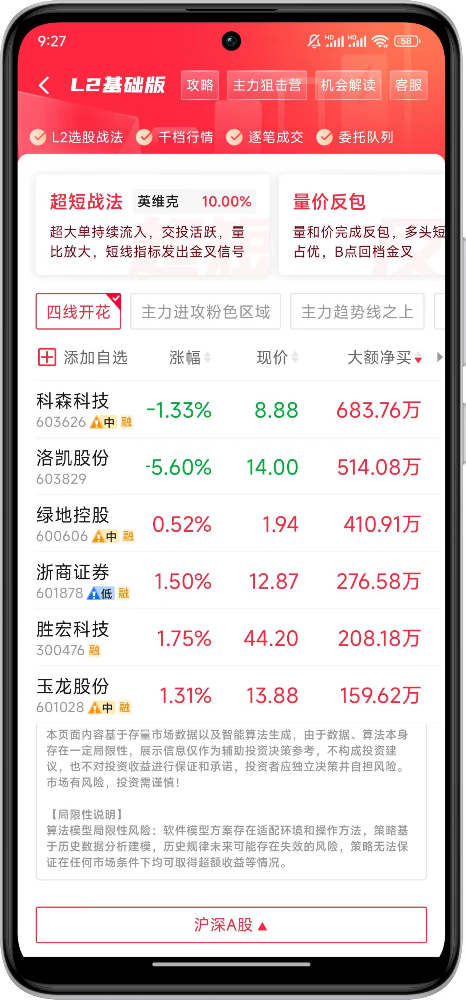 9:27
HD HD 58
L2基础版 攻略 主力狙击营 机会解读 客服
L2选股战法 千档行情 逐笔成交 委托队列
超短战法 英维克 10.00%
超大单持续流入，交投活跃，量
比放大，短线指标发出金叉信号
量价反包
量和价完成反包，多头短
占优，B点回档金叉
四线开花 主力进攻粉色区域 主力趋势线之上
添加自选 涨幅 现价 大额净买
科森科技 -1.33% 8.88 683.76万
603626 中 融
洛凯股份 -5.60% 14.00 514.08万
603829
绿地控股 0.52% 1.94 410.91万
600606 中 融
浙商证券 1.50% 12.87 276.58万
601878 低 融
胜宏科技 1.75% 44.20 208.18万
300476 融
玉龙股份 1.31% 13.88 159.62万
601028 中 融
本页面内容基于存量市场数据以及智能算法生成，由于数据、算法本身
存在一定局限性，展示信息仅作为辅助投资决策参考，不构成投资建
议，也不对投资收益进行保证和承诺，投资者应独立决策并自担风险。
市场有风险，投资需谨慎！
【局限性说明】
算法模型局限性风险：软件模型方案存在适配环境和操作方法，策略基
于历史数据分析建模，历史规律未来可能存在失效的风险，策略无法保
证在任何市场条件下均可取得超额收益等情况。
沪深A股